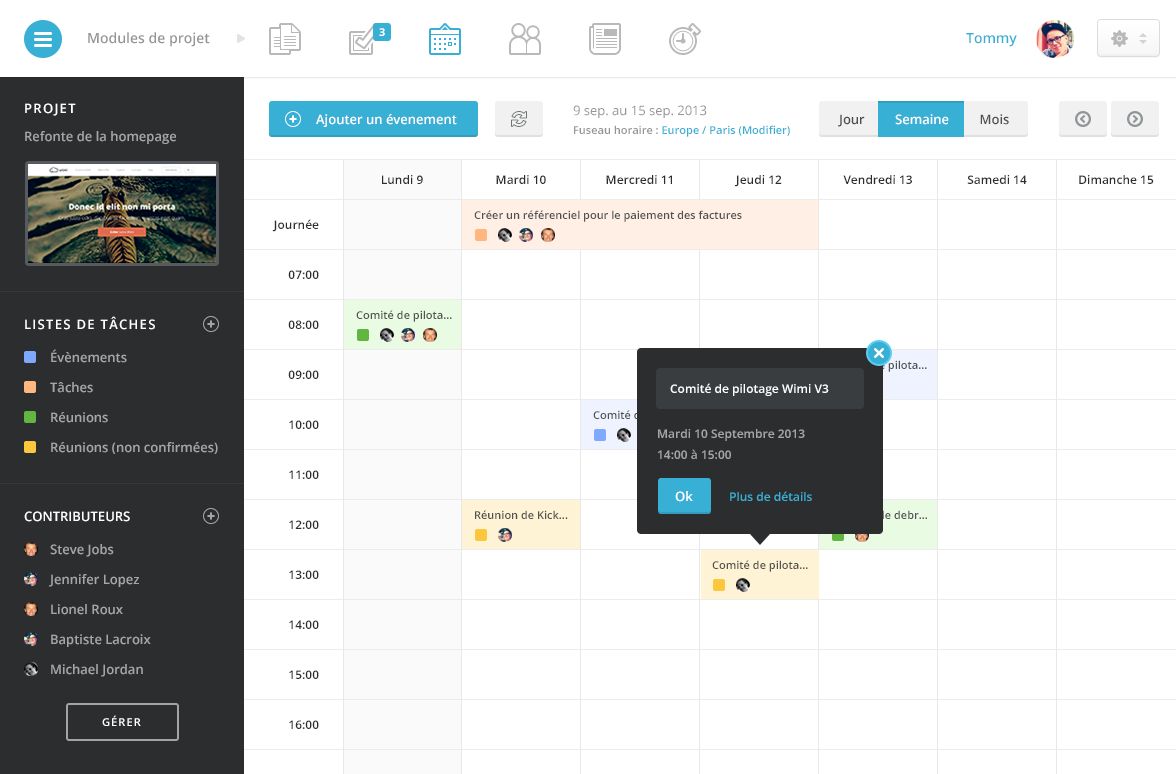 Modules de projet
3
Tommy
PROJET
Refonte de la homepage
Donec id elit non mi porta
LISTES DE TÂCHES
Évènements
Tâches
Réunions
Réunions (non confirmées)
CONTRIBUTEURS
Steve Jobs
Jennifer Lopez
Lionel Roux
Baptiste Lacroix
Michael Jordan
GÉRER
Ajouter un évenement
9 sep. au 15 sep. 2013
Fuseau horaire : Europe / Paris (Modifier)
Jour
Semaine
Mois
Lundi 9
Mardi 10
Mercredi 11
Jeudi 12
Vendredi 13
Samedi 14
Dimanche 15
Journée
Créer un référenciel pour le paiement des factures
07:00
08:00
Comité de pilota...
09:00
pilota...
10:00
Comité
11:00
12:00
Réunion de Kick...
de debr...
13:00
Comité de pilota...
14:00
15:00
16:00
Comité de pilotage Wimi V3
Mardi 10 Septembre 2013
14:00 à 15:00
Ok
Plus de détails